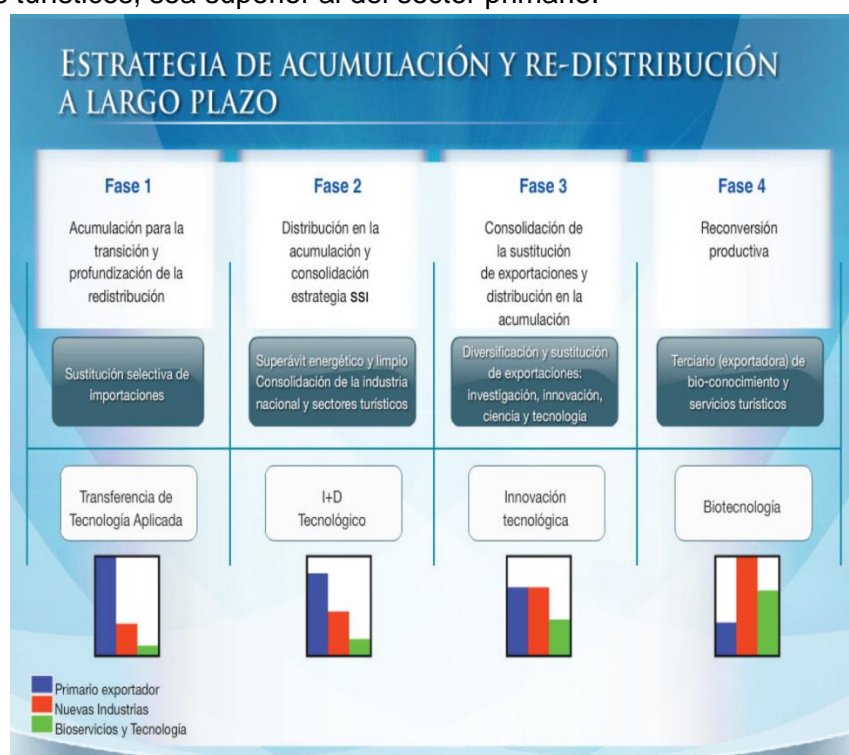 turísticos, sea superior al del sector primario.
ESTRATEGIA DE ACUMULACIÓN Y RE-DISTRIBUCIÓN
A LARGO PLAZO
Fase 1
Acumulación para la
transición y
profundización de la
redistribución
Sustitución selectiva de
importaciones
Transferencia de
Tecnología Aplicada
Fase 2
Distribución en la
acumulación y
consolidación
estrategia SSI
Superávit energético y limpio
Consolidación de la industria
nacional y sectores turísticos
I+D
Tecnológico
Fase 3
Consolidación de
la sustitución
de exportaciones y
distribución en la
acumulación
Diversificación y sustitución
de exportaciones:
investigación, innovación,
ciencia y tecnología
Innovación
tecnológica
Fase 4
Reconversión
productiva
Terciario (exportadora) de
bio-conocimiento y
servicios turísticos
Biotecnología
Primario exportador
Nuevas Industrias
Bioservicios y Tecnología